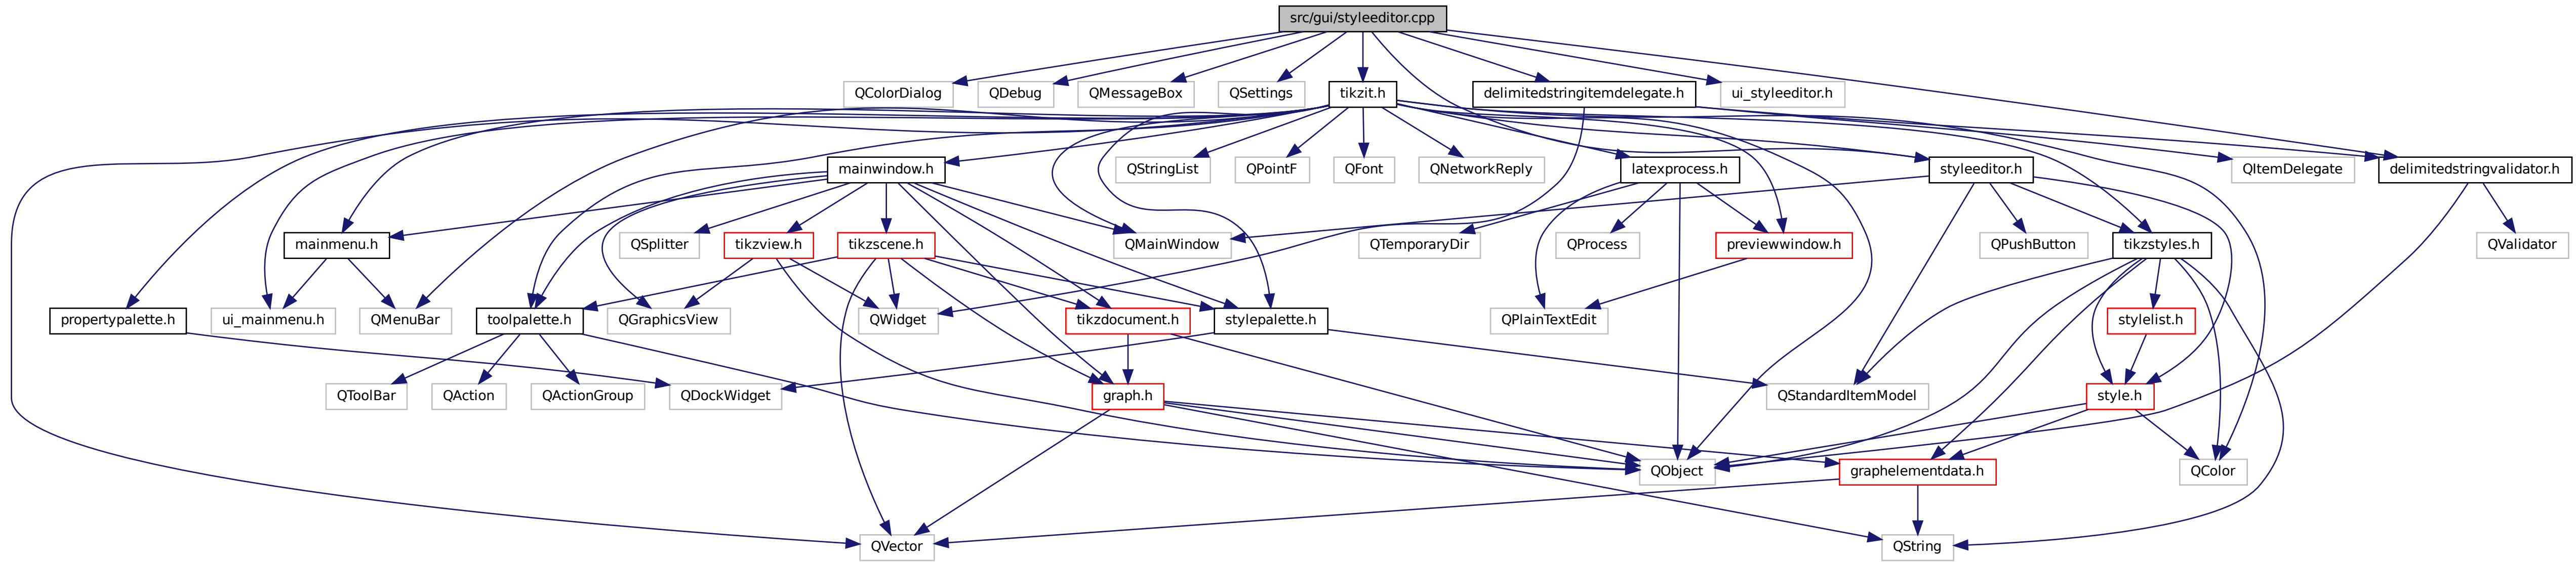 src/gui/styleeditor.cpp
QColorDialog
QDebug
QMessageBox
QSettings
tikzit.h
delimitedstringitemdelegate.h
ui_styleeditor.h
mainwindow.h
QStringList
QPointF
QFont
QNetworkReply
latexprocess.h
styleeditor.h
QItemDelegate
delimitedstringvalidator.h
mainmenu.h
QSplitter
tikzview.h
tikzscene.h
QMainWindow
QTemporaryDir
QProcess
previewwindow.h
QPushButton
tikzstyles.h
QValidator
propertypalette.h
ui_mainmenu.h
QMenuBar
toolpalette.h
QGraphicsView
QWidget
tikzdocument.h
stylepalette.h
QPlainTextEdit
stylelist.h
QToolBar
QAction
QActionGroup
QDockWidget
graph.h
QStandardItemModel
style.h
QObject
graphelementdata.h
QColor
QVector
QString